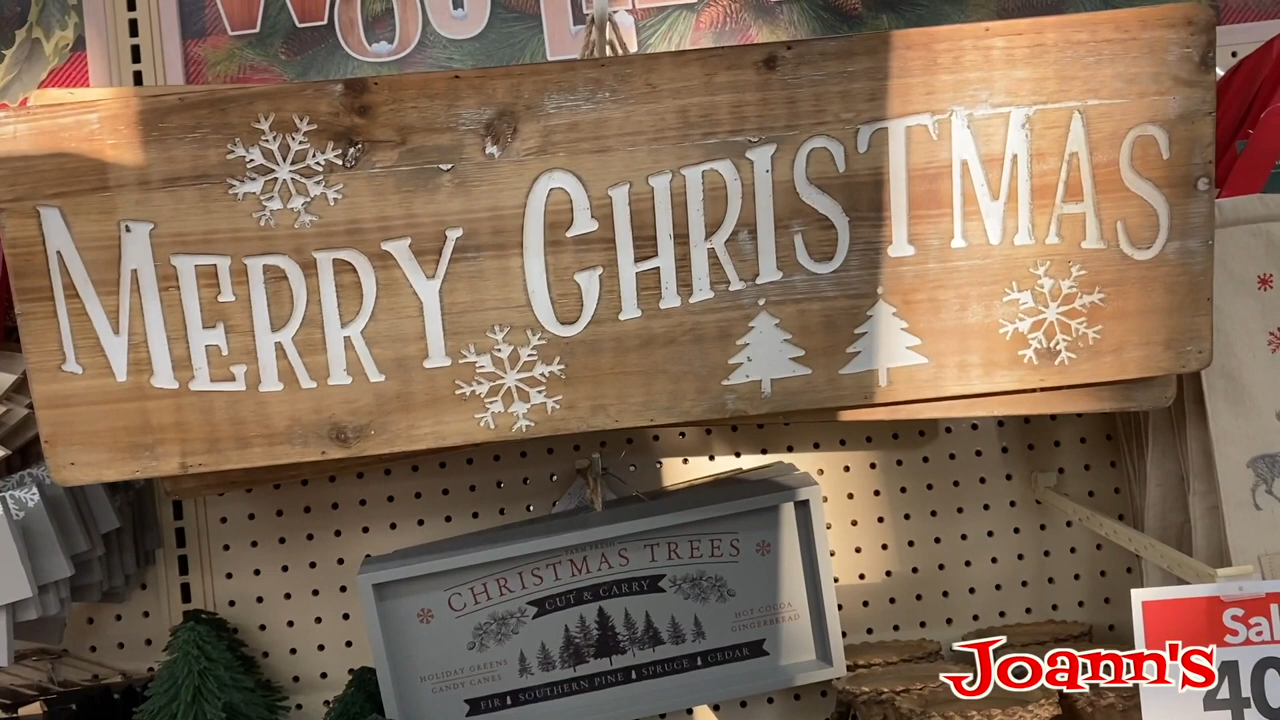 MERRY CHRISTMAS
FARM FRESH
CHRISTMAS TREES
CUT & CARRY
HOT COCOA
GINGERBREAD
HOLIDAY GREENS
CANDY CANES
FIR SOUTHERN PINE SPRUCE CEDAR
Joann's
40